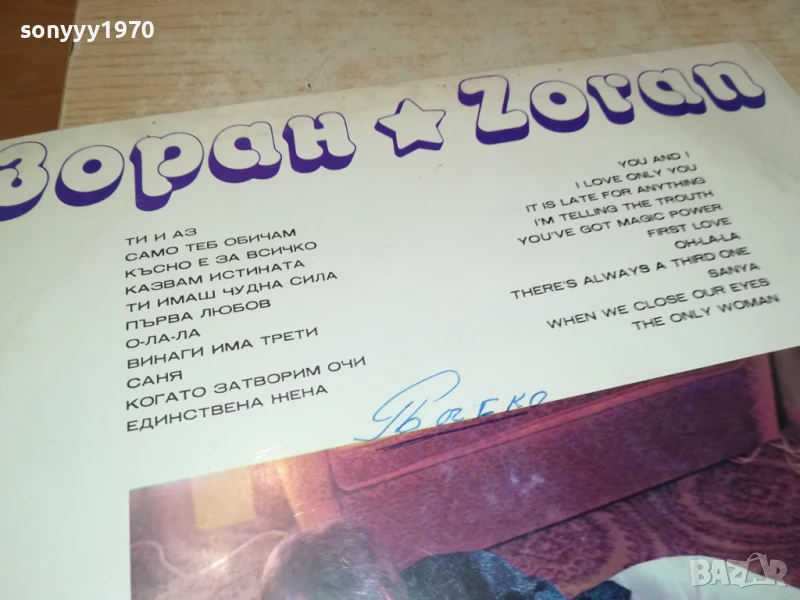 sonyyy1970
Зоран ★ Zoran
ТИ И АЗ
САМО ТЕБ ОБИЧАМ
КЪСНО Е ЗА ВСИЧКО
КАЗВАМ ИСТИНАТА
ТИ ИМАШ ЧУДНА СИЛА
ПЪРВА ЛЮБОВ
О-ЛА-ЛА
ВИНАГИ ИМА ТРЕТИ
САНЯ
КОГАТО ЗАТВОРИМ ОЧИ
ЕДИНСТВЕНА ЖЕНА
YOU AND I
I LOVE ONLY YOU
IT IS LATE FOR ANYTHING
I'M TELLING THE TROUTH
YOU'VE GOT MAGIC POWER
FIRST LOVE
OH-LA-LA
THERE'S ALWAYS A THIRD ONE
SANYA
WHEN WE CLOSE OUR EYES
THE ONLY WOMAN
BAZAR